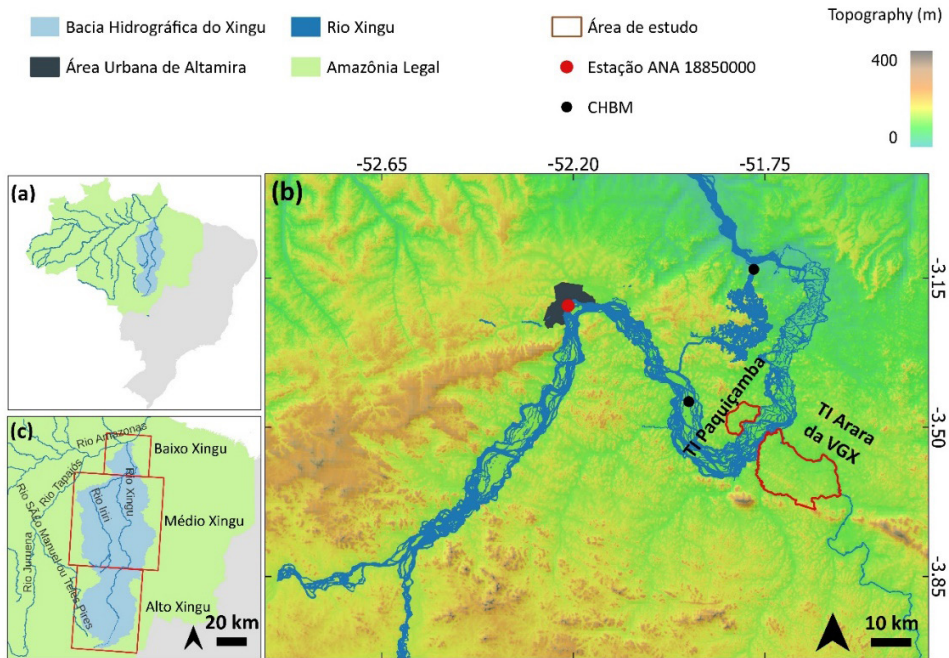 Topography (m)
Bacia Hidrográfica do Xingu
Rio Xingu
Área de estudo
400
Área Urbana de Altamira
Amazônia Legal
Estação ANA 18850000
CHBM
0
-52.65
-52.20
-51.75
(a)
(b)
-3.15
TI Paquiçamba
TI Arara
da VGX
-3.50
(c)
Rio Amazonas
Baixo Xingu
Rio Tapajós
Rio Xingu
Rio Iriri
Médio Xingu
Rio SÃ£o Manuel ou Teles Pires
Rio Juruena
Alto Xingu
-3.85
20 km
10 km